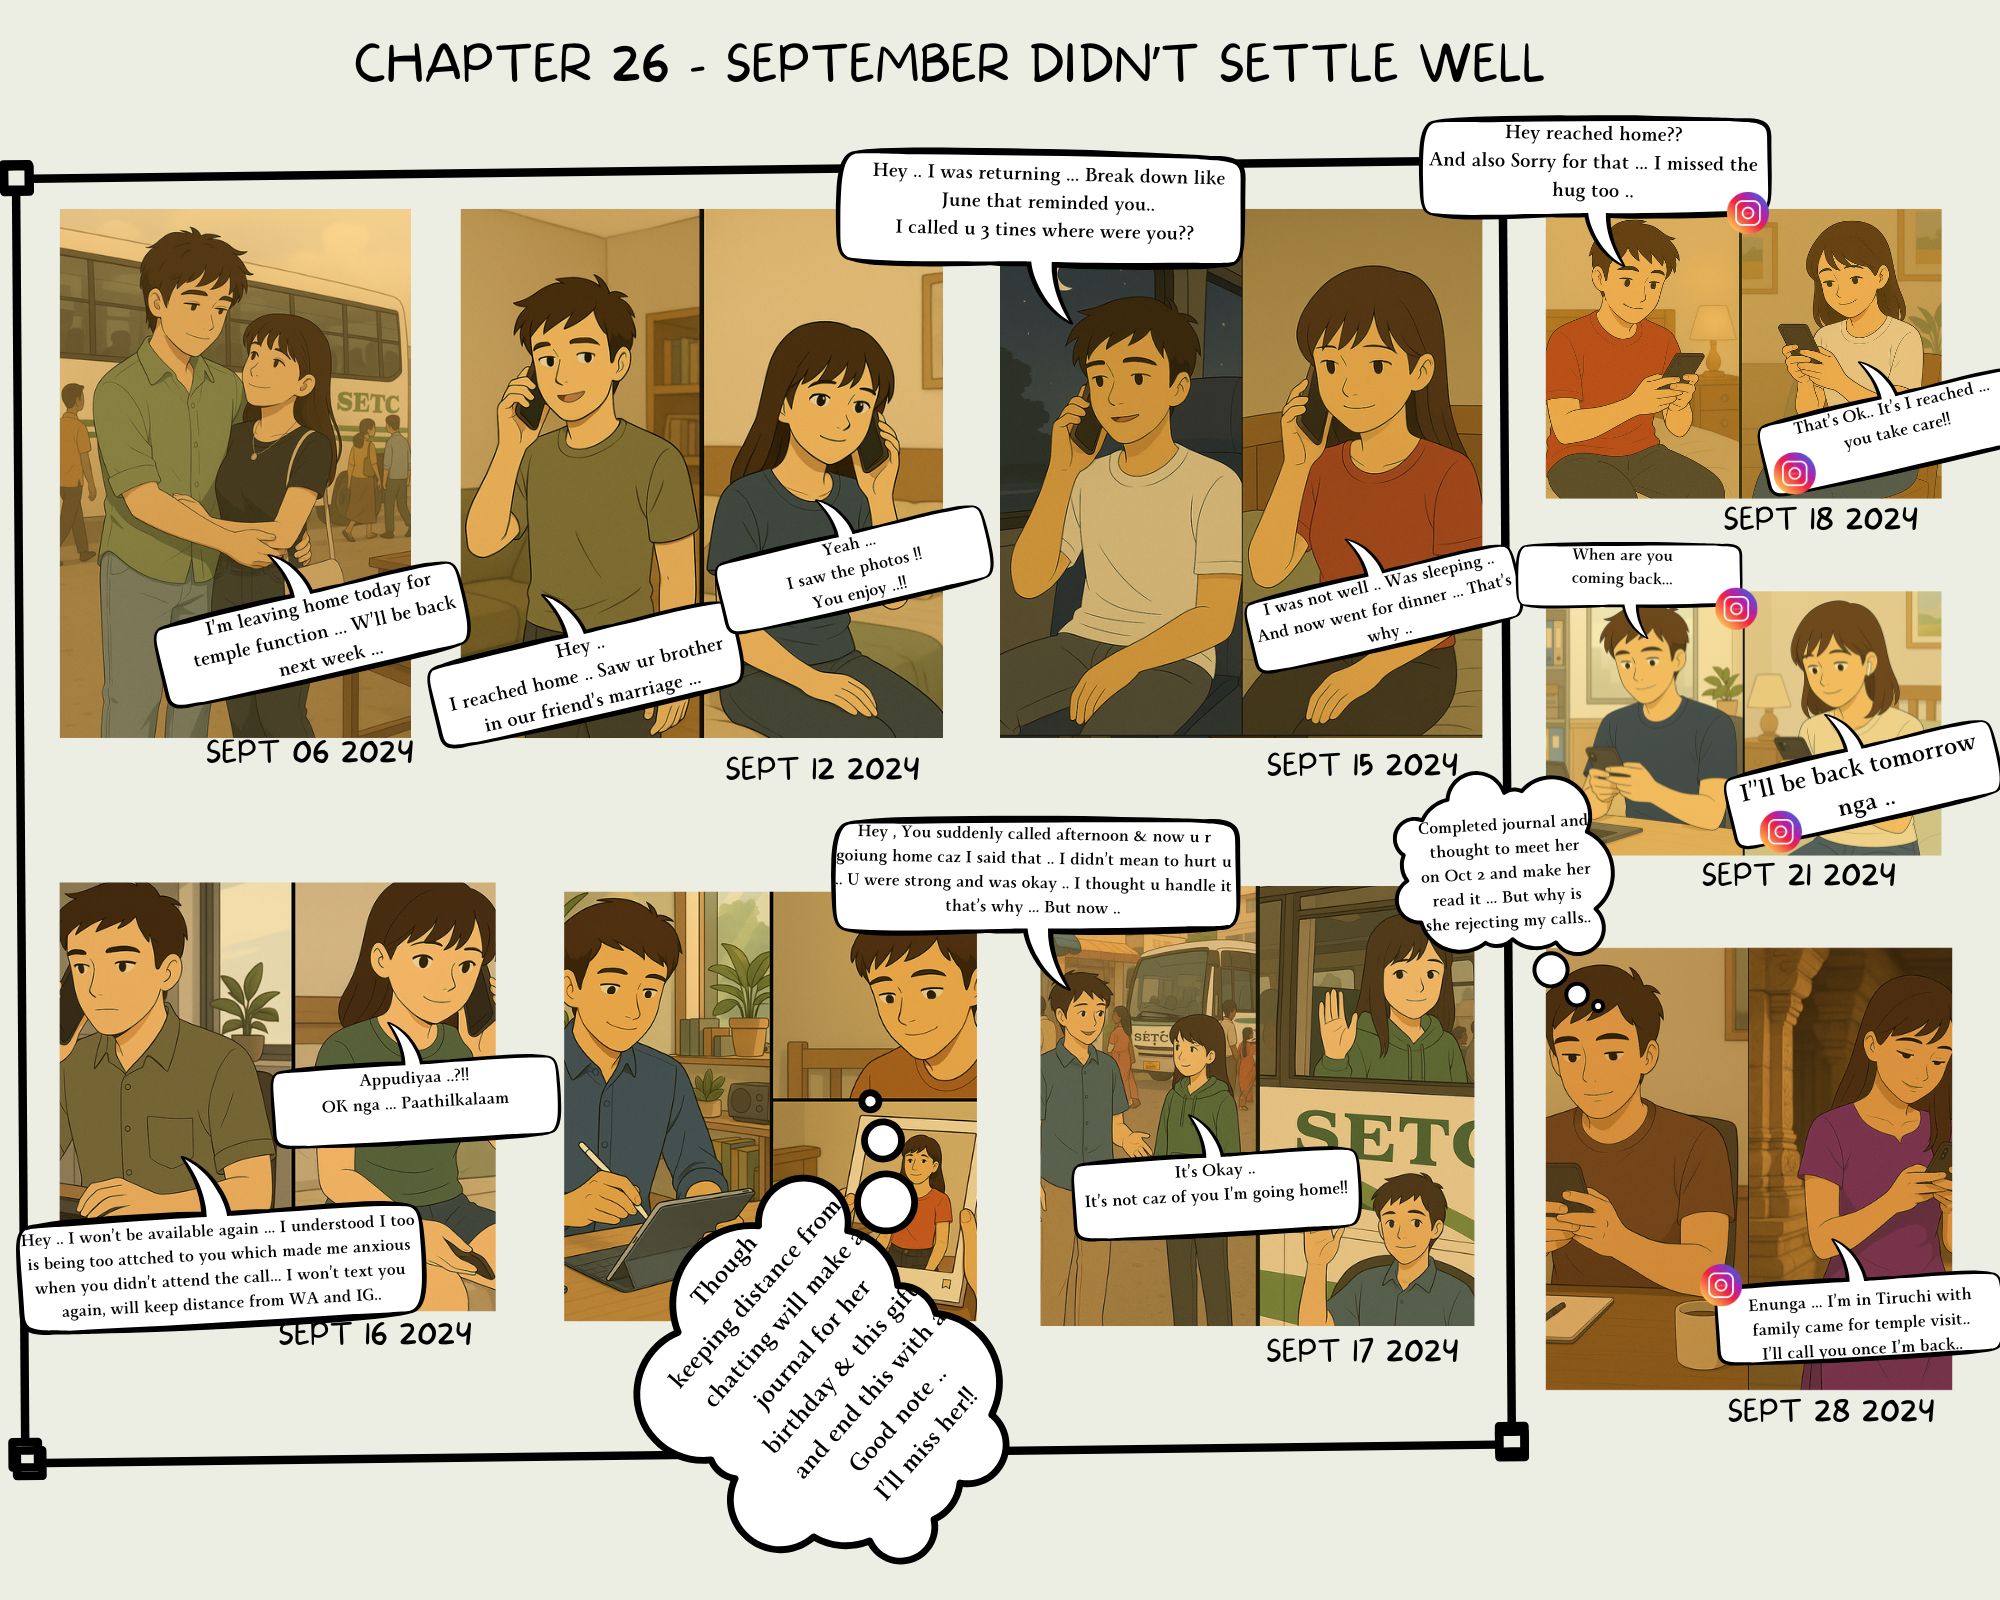 CHAPTER 26 - SEPTEMBER DIDN'T SETTLE WELL
SETC
I'm leaving home today for
temple function ... W'll be back
next week ...
SEPT 06 2024
Hey ..
I reached home .. Saw ur brother
in our friend's marriage ...
Yeah ...
I saw the photos !!
You enjoy ..!!
SEPT 12 2024
Hey .. I was returning ... Break down like
June that reminded you..
I called u 3 tines where were you??
I was not well .. Was sleeping ..
And now went for dinner ... That's
why ..
SEPT 15 2024
Hey reached home??
And also Sorry for that ... I missed the
hug too ..
That's Ok.. It's I reached ...
you take care!!
SEPT 18 2024
When are you
coming back...
I"ll be back tomorrow
nga ..
SEPT 21 2024
Appudiyaa ..?!!
OK nga ... Paathilkalaam
Hey .. I won't be available again ... I understood I too
is being too attched to you which made me anxious
when you didn't attend the call... I won't text you
again, will keep distance from WA and IG..
SEPT 16 2024
Though
keeping distance from
chatting will make a
journal for her
birthday & this gift
and end this with a
Good note ..
I'll miss her!!
Hey , You suddenly called afternoon & now u r
goiung home caz I said that .. I didn't mean to hurt u
.. U were strong and was okay .. I thought u handle it
that's why ... But now ..
SETC
It's Okay ..
It's not caz of you I'm going home!!
SETC
SEPT 17 2024
Completed journal and
thought to meet her
on Oct 2 and make her
read it ... But why is
she rejecting my calls..
Enunga ... I'm in Tiruchi with
family came for temple visit..
I'll call you once I'm back..
SEPT 28 2024